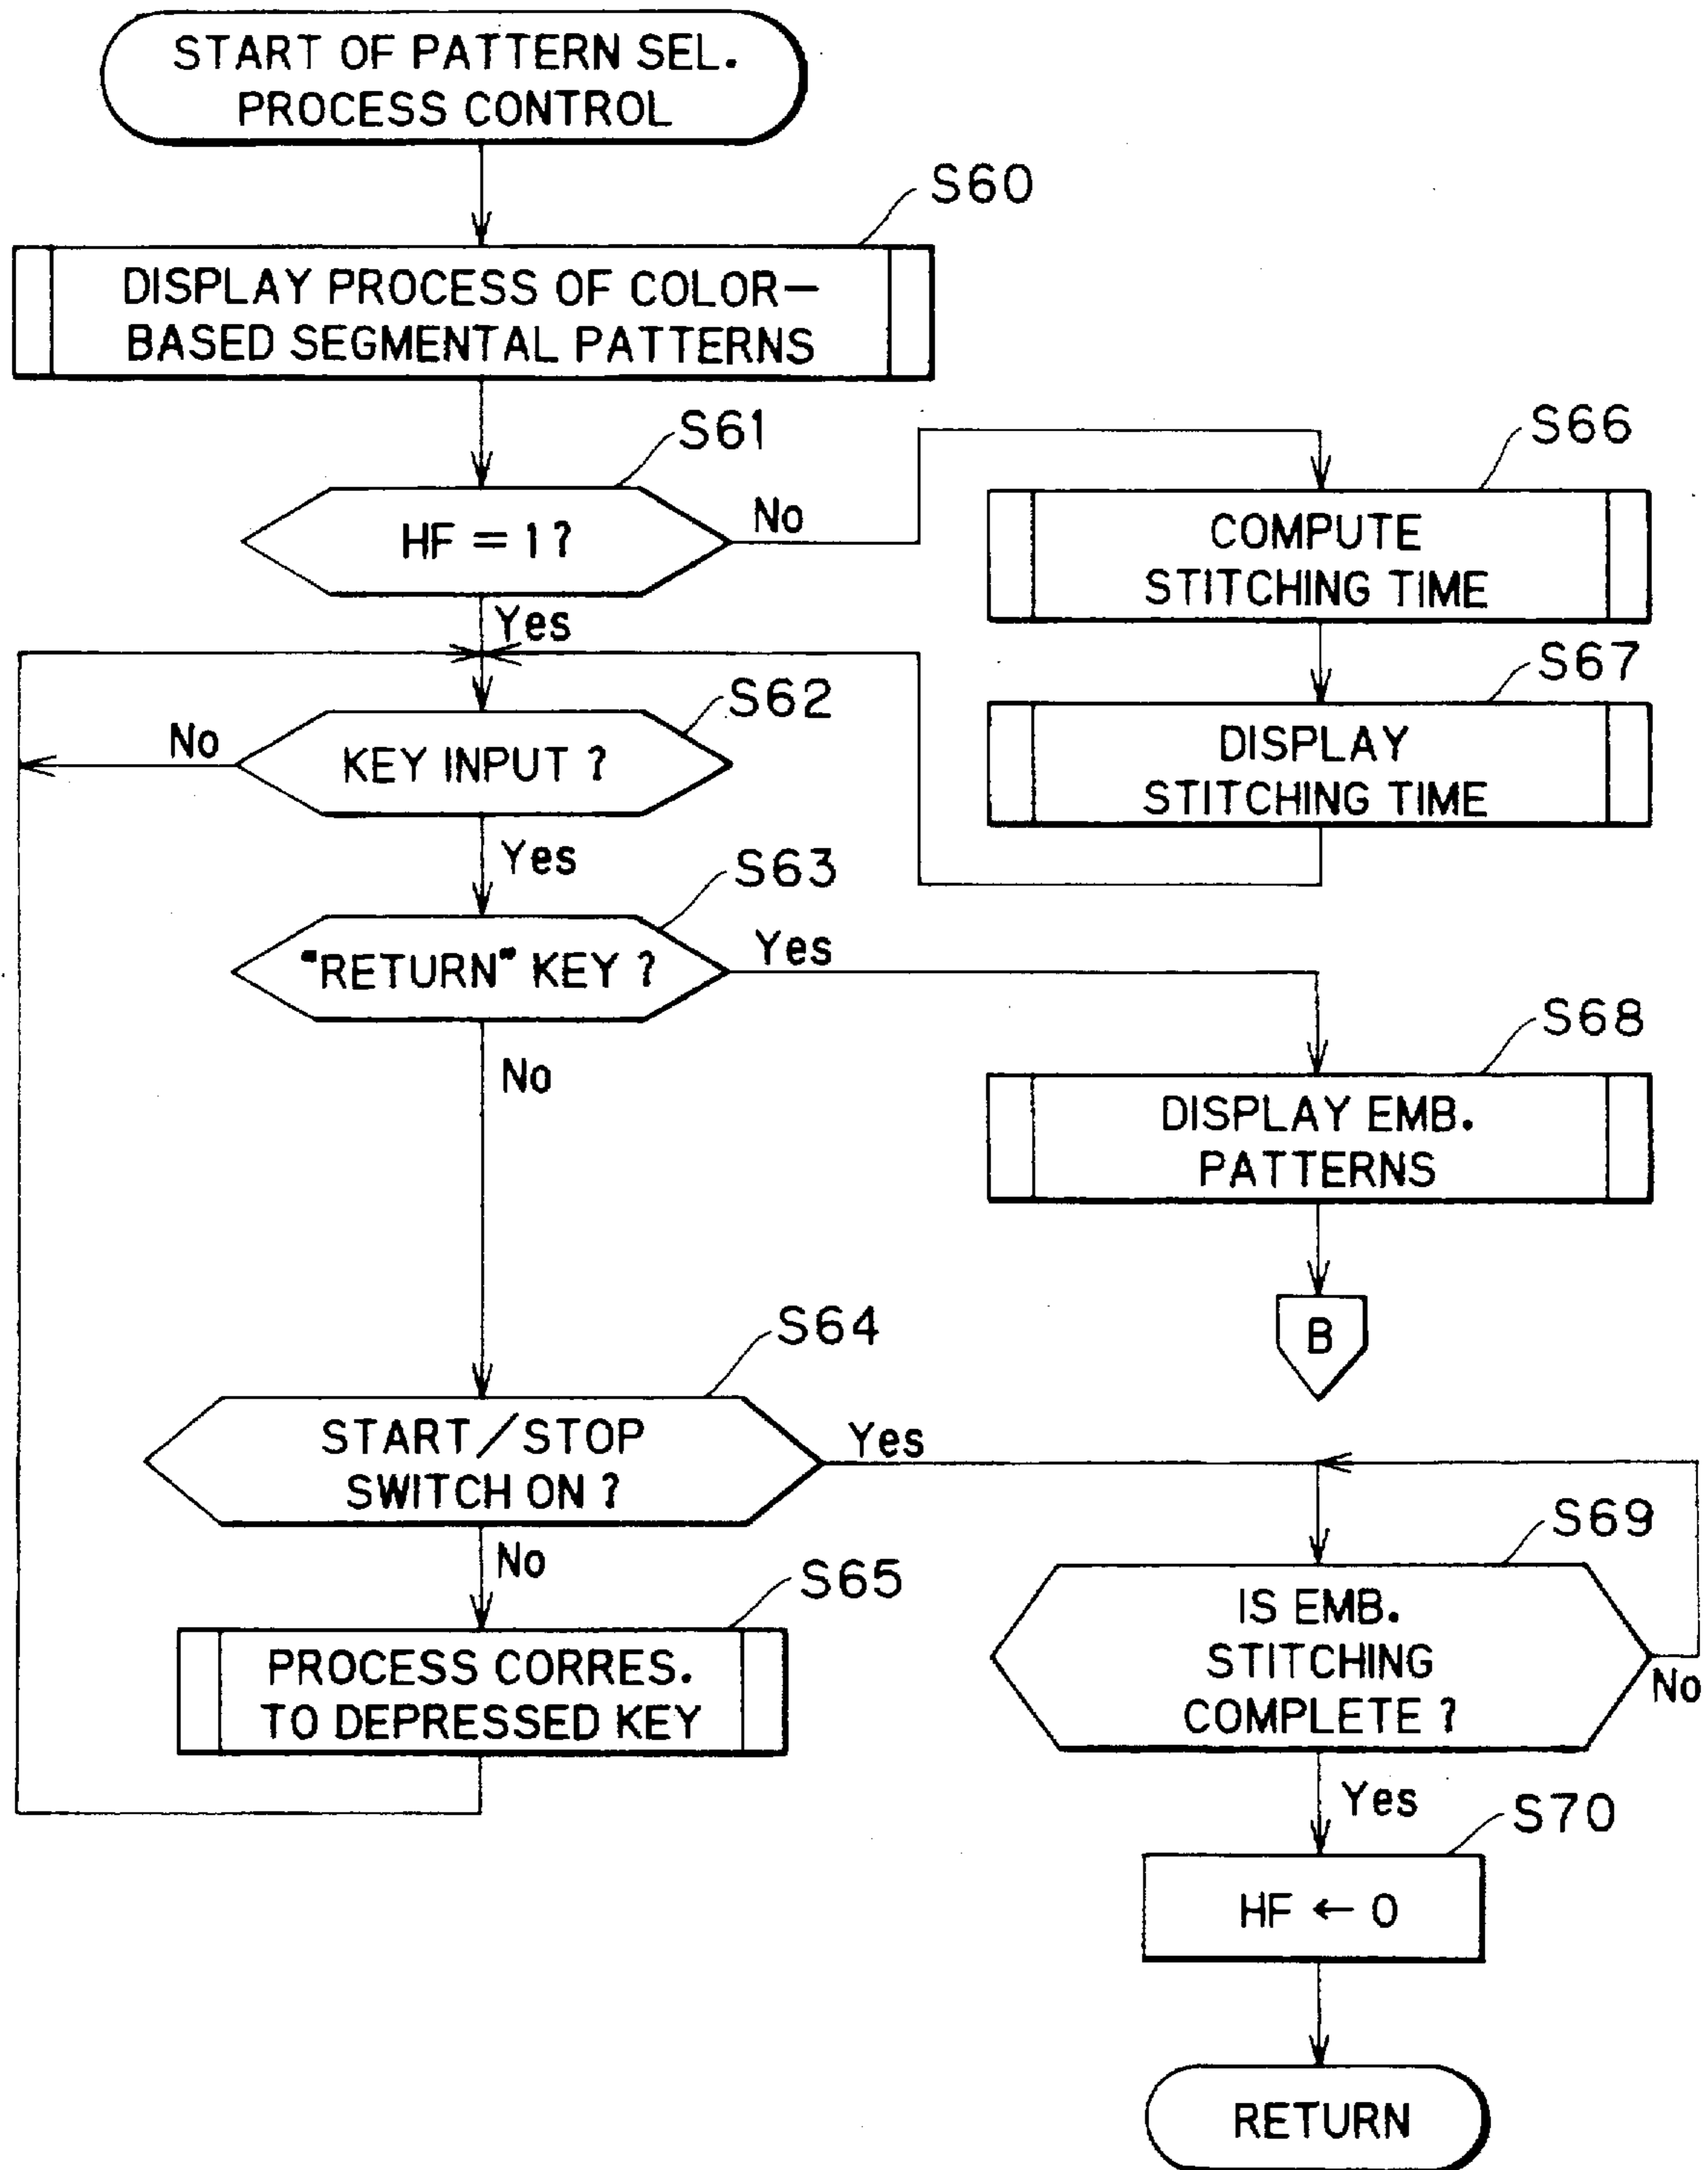 START OF PATTERN SEL.
PROCESS CONTROL
S60
DISPLAY PROCESS OF COLOR-
BASED SEGMENTAL PATTERNS
S61
HF = 1 ?
No
Yes
S66
COMPUTE
STITCHING TIME
S67
DISPLAY
STITCHING TIME
S62
KEY INPUT ?
No
Yes
S63
"RETURN" KEY ?
Yes
No
S68
DISPLAY EMB.
PATTERNS
B
S64
START/STOP
SWITCH ON ?
Yes
No
S65
PROCESS CORRES.
TO DEPRESSED KEY
S69
IS EMB.
STITCHING
COMPLETE ?
No
Yes
S70
HF ← 0
RETURN